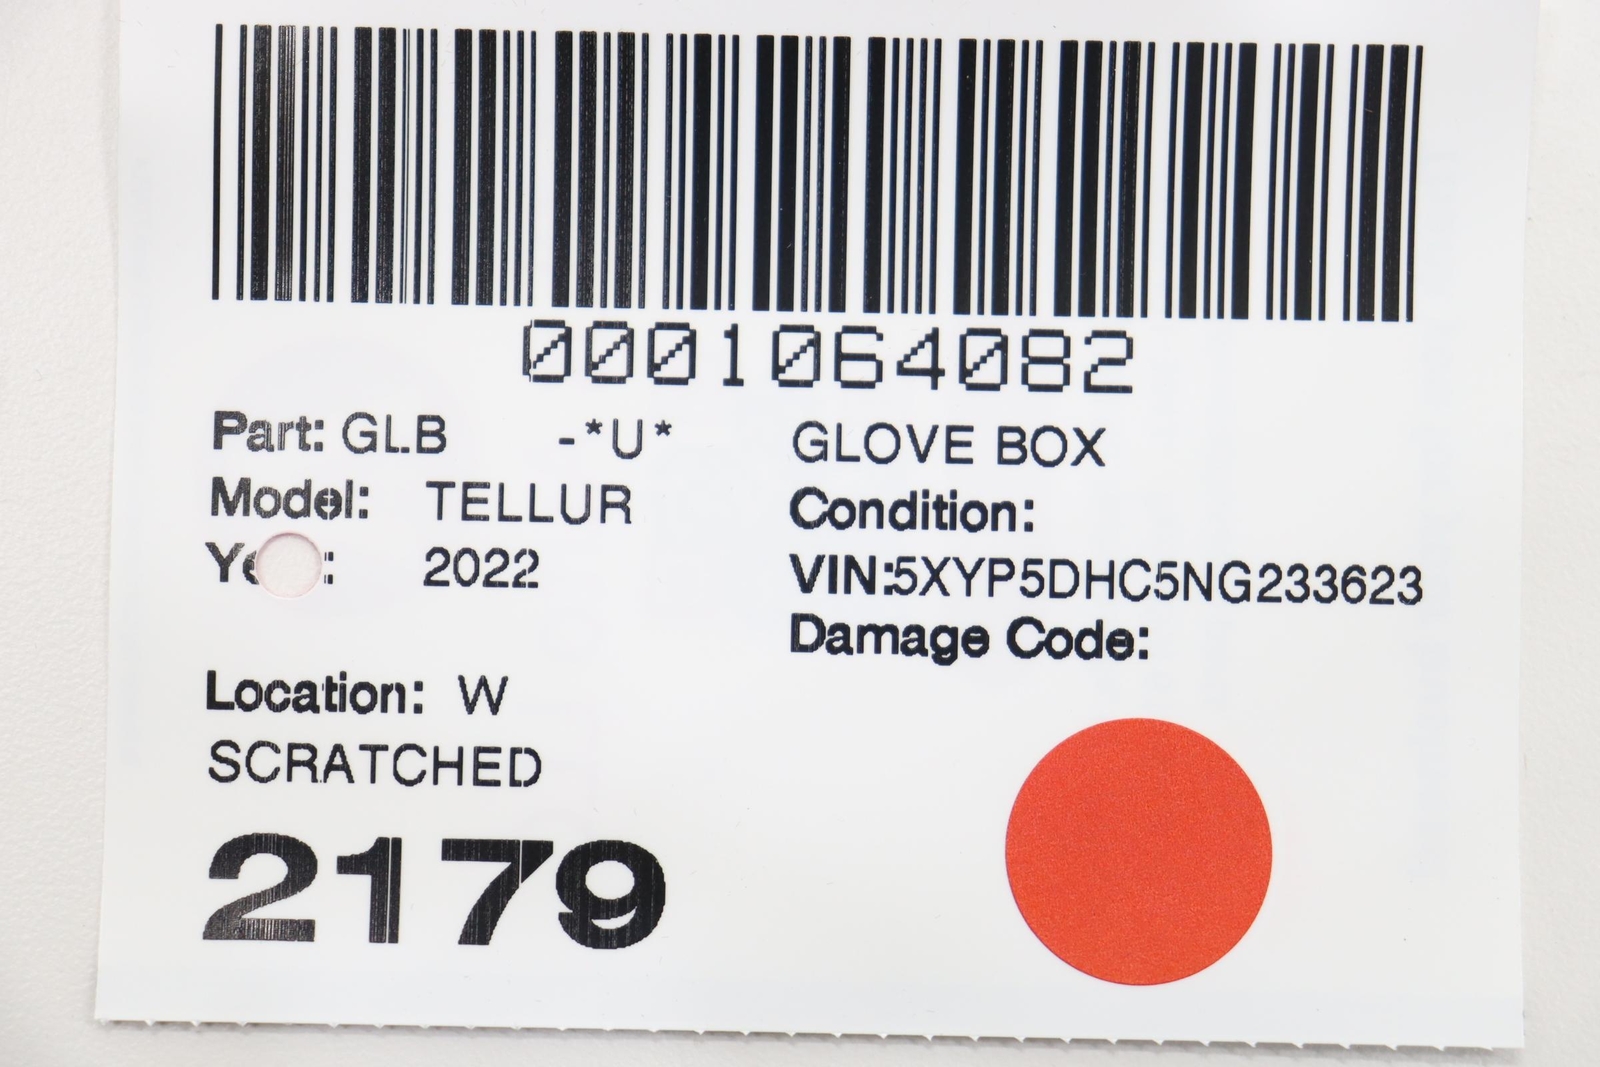 0001064082
Part: GLB -*U* GLOVE BOX
Model: TELLUR Condition:
2022 VIN:5XYP5DHC5NG233623
Damage Code:
Location: W
SCRATCHED
2179